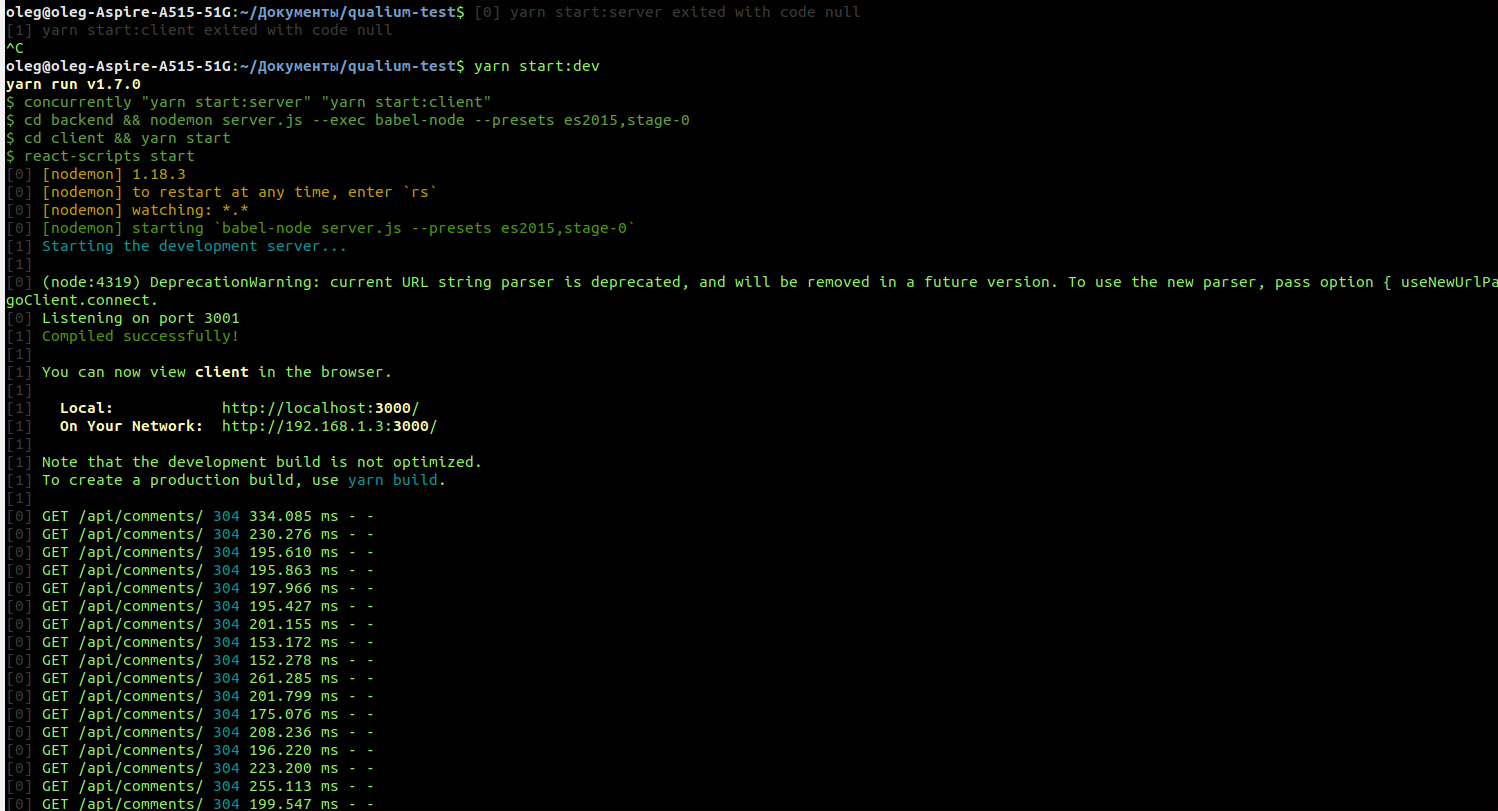 oleg@oleg-Aspire-A515-51G:~/Документы/qualium-test$ [0] yarn start:server exited with code null
[1] yarn start:client exited with code null
^C
oleg@oleg-Aspire-A515-51G:~/Документы/qualium-test$ yarn start:dev
yarn run v1.7.0
$ concurrently "yarn start:server" "yarn start:client"
$ cd backend && nodemon server.js --exec babel-node --presets es2015,stage-0
$ cd client && yarn start
$ react-scripts start
[0] [nodemon] 1.18.3
[0] [nodemon] to restart at any time, enter `rs`
[0] [nodemon] watching: *.*
[0] [nodemon] starting `babel-node server.js --presets es2015,stage-0`
[1] Starting the development server...
[1]
[0] (node:4319) DeprecationWarning: current URL string parser is deprecated, and will be removed in a future version. To use the new parser, pass option { useNewUrlPa
goClient.connect.
[0] Listening on port 3001
[1] Compiled successfully!
[1]
[1] You can now view client in the browser.
[1]
[1]   Local:            http://localhost:3000/
[1]   On Your Network:  http://192.168.1.3:3000/
[1]
[1] Note that the development build is not optimized.
[1] To create a production build, use yarn build.
[1]
[0] GET /api/comments/ 304 334.085 ms - -
[0] GET /api/comments/ 304 230.276 ms - -
[0] GET /api/comments/ 304 195.610 ms - -
[0] GET /api/comments/ 304 195.863 ms - -
[0] GET /api/comments/ 304 197.966 ms - -
[0] GET /api/comments/ 304 195.427 ms - -
[0] GET /api/comments/ 304 201.155 ms - -
[0] GET /api/comments/ 304 153.172 ms - -
[0] GET /api/comments/ 304 152.278 ms - -
[0] GET /api/comments/ 304 261.285 ms - -
[0] GET /api/comments/ 304 201.799 ms - -
[0] GET /api/comments/ 304 175.076 ms - -
[0] GET /api/comments/ 304 208.236 ms - -
[0] GET /api/comments/ 304 196.220 ms - -
[0] GET /api/comments/ 304 223.200 ms - -
[0] GET /api/comments/ 304 255.113 ms - -
[0] GET /api/comments/ 304 199.547 ms - -